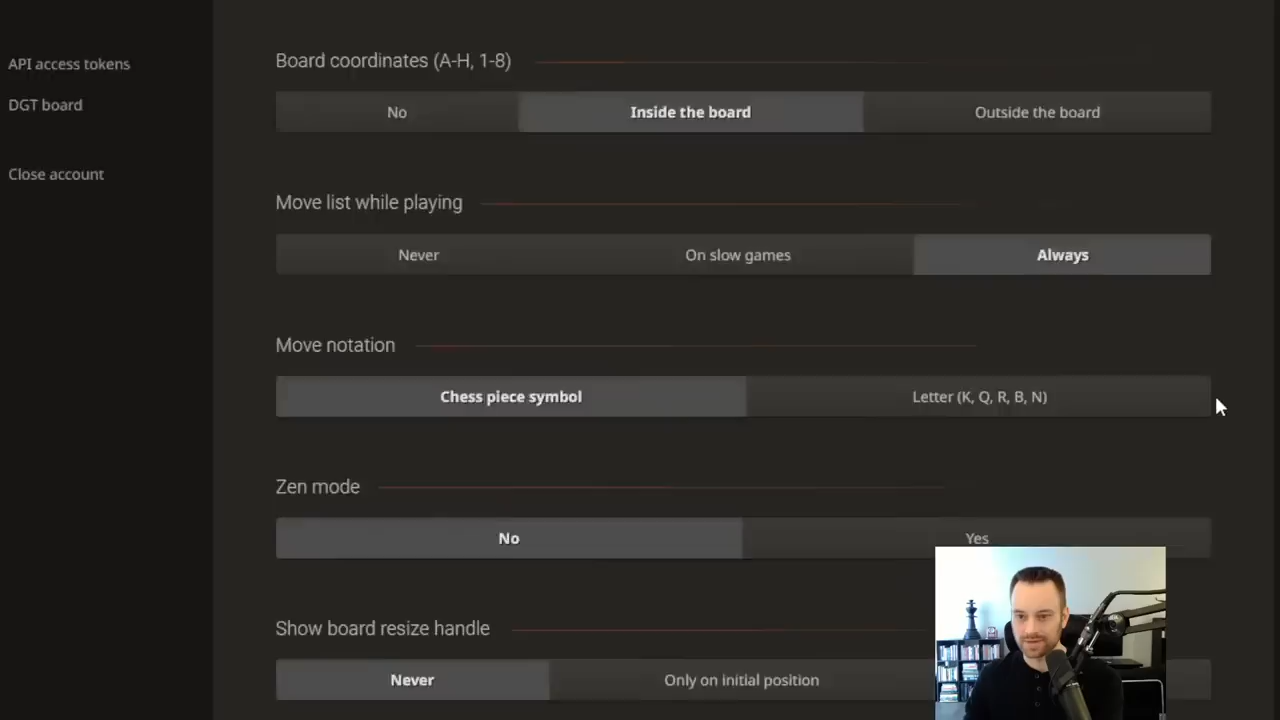 API access tokens
DGT board
Close account
Board coordinates (A-H, 1-8)
No Inside the board Outside the board
Move list while playing
Never On slow games Always
Move notation
Chess piece symbol Letter (K, Q, R, B, N)
Zen mode
No Yes
Show board resize handle
Never Only on initial position